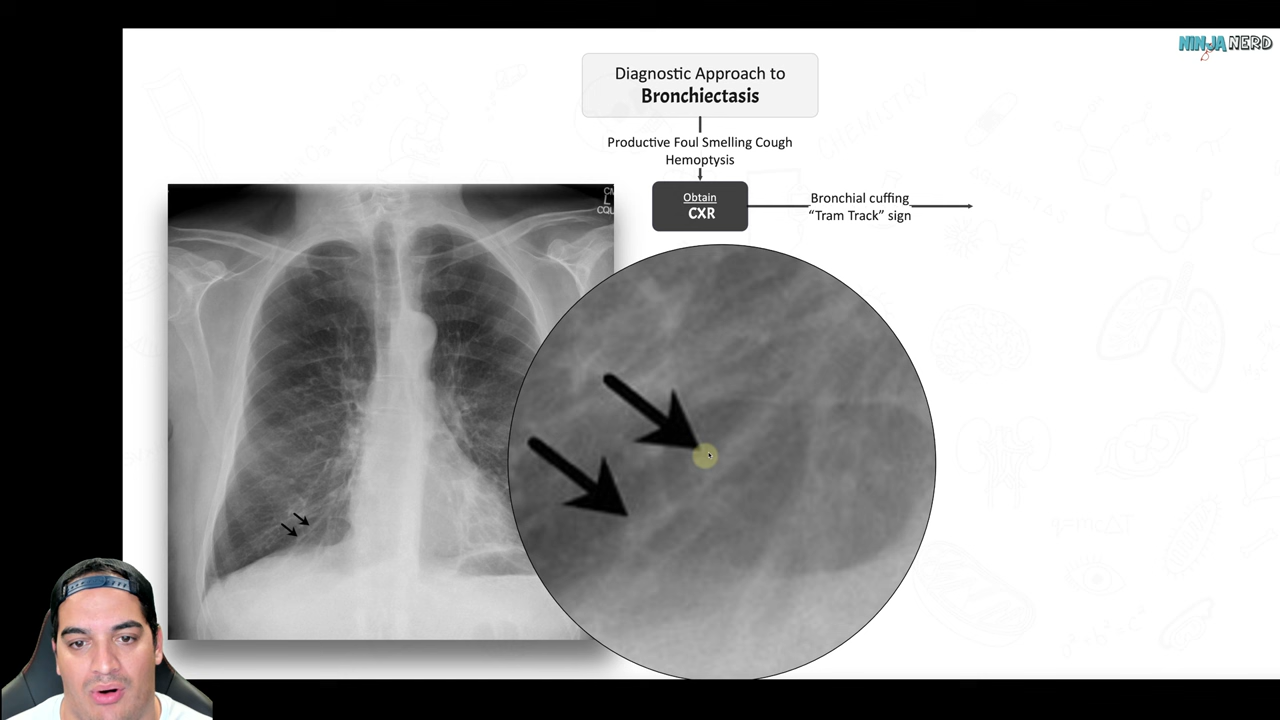 NINJA NERD
Diagnostic Approach to
Bronchiectasis
Productive Foul Smelling Cough
Hemoptysis
Obtain
CXR
Bronchial cuffing
“Tram Track” sign
L